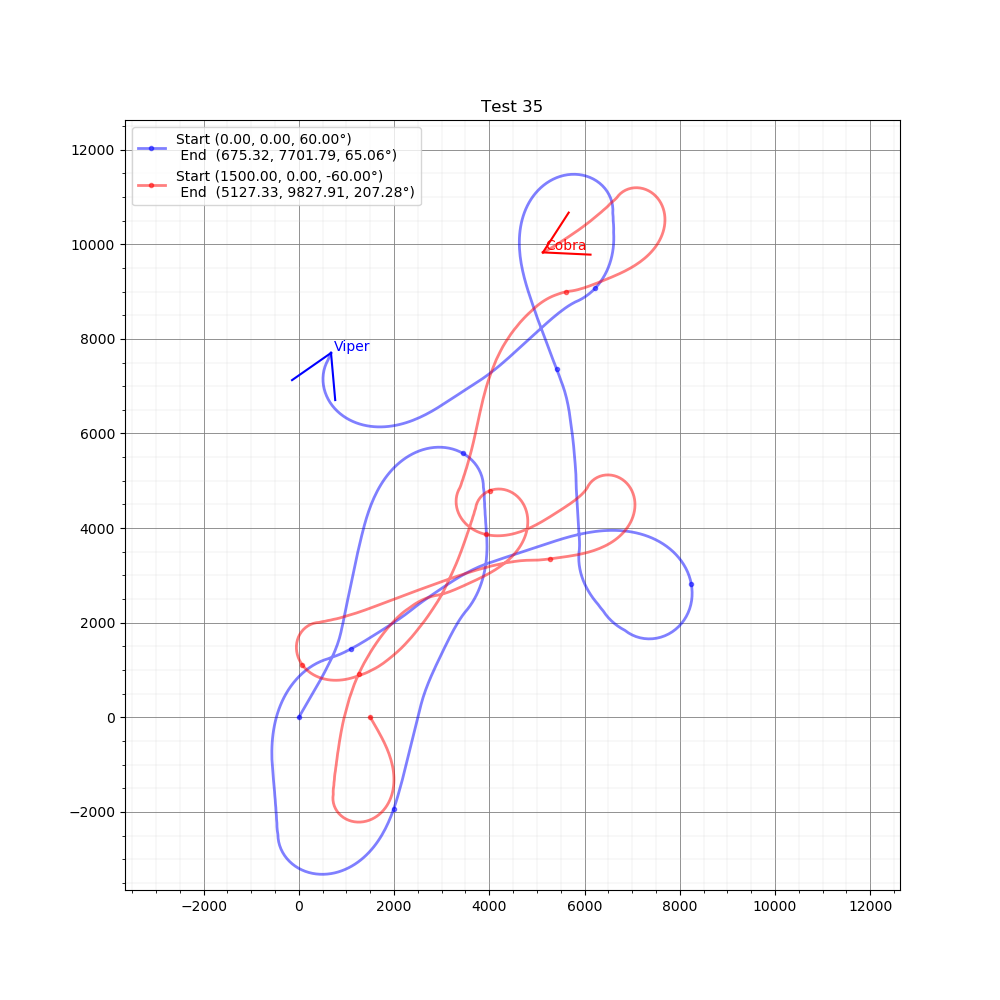 Test 35
Start (0.00, 0.00, 60.00°)
End  (675.32, 7701.79, 65.06°)
Start (1500.00, 0.00, -60.00°)
End  (5127.33, 9827.91, 207.28°)
12000
10000
8000
6000
4000
2000
0
−2000
Cobra
Viper
−2000 0 2000 4000 6000 8000 10000 12000